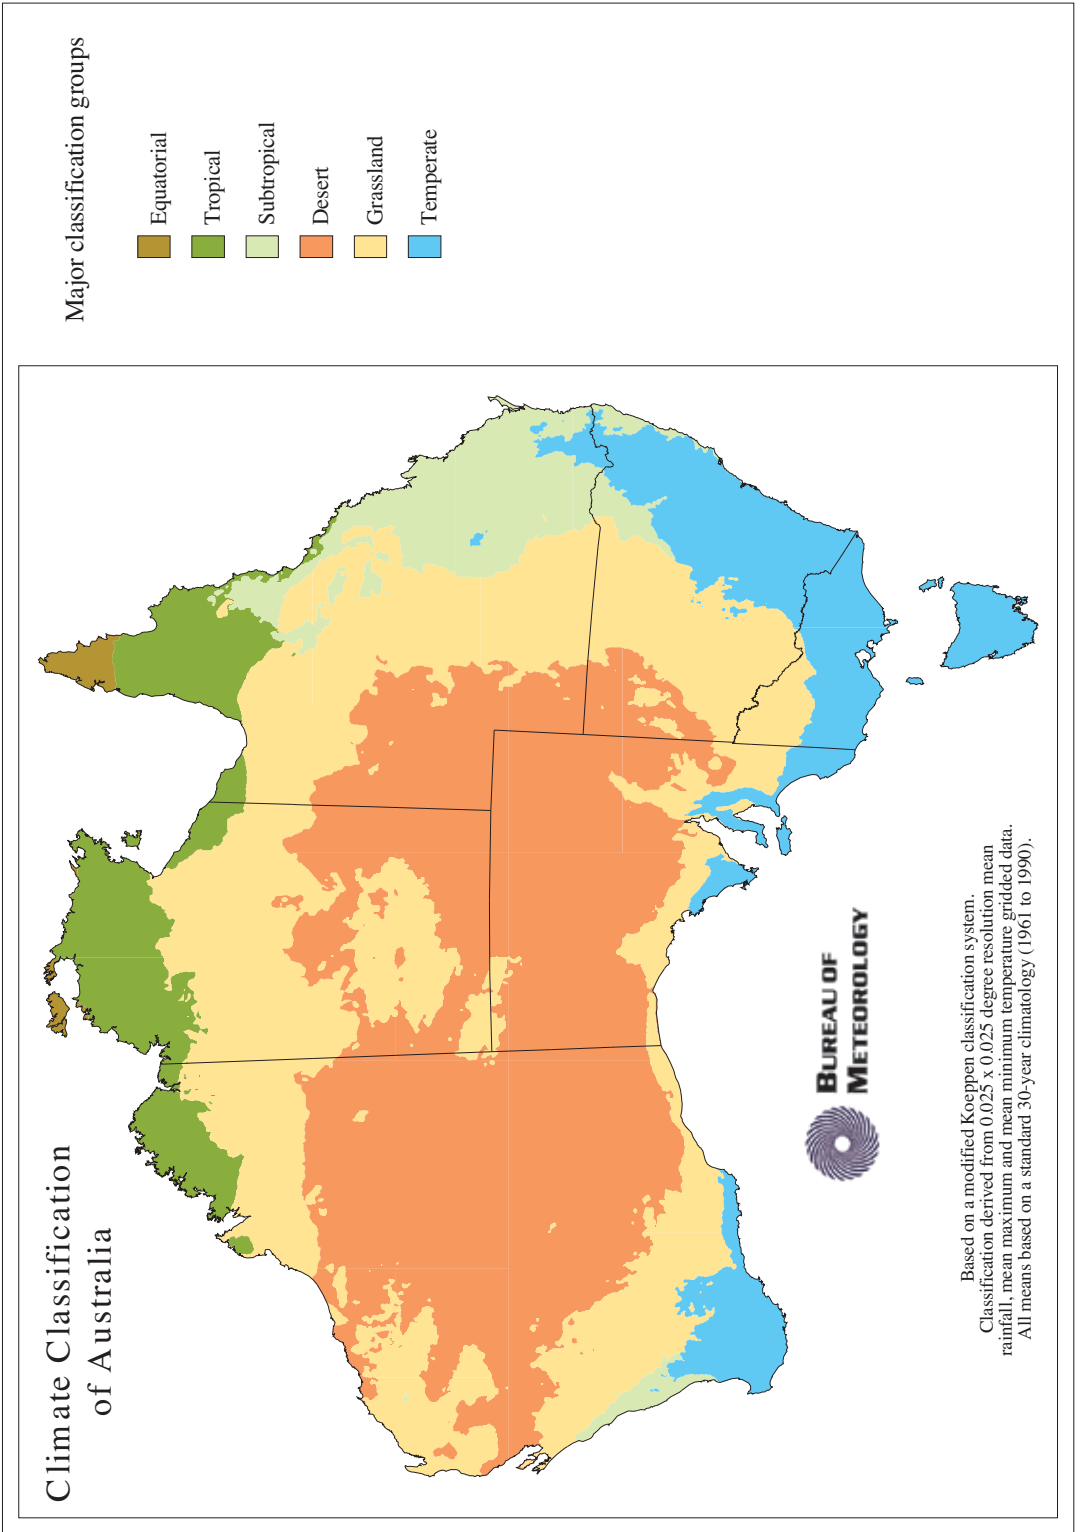 Climate Classification
of Australia
Major classification groups
Equatorial
Tropical
Subtropical
Desert
Grassland
Temperate
BUREAU OF
METEOROLOGY
Based on a modified Koeppen classification system.
Classification derived from 0.025 x 0.025 degree resolution mean
rainfall, mean maximum and mean minimum temperature gridded data.
All means based on a standard 30-year climatology (1961 to 1990).